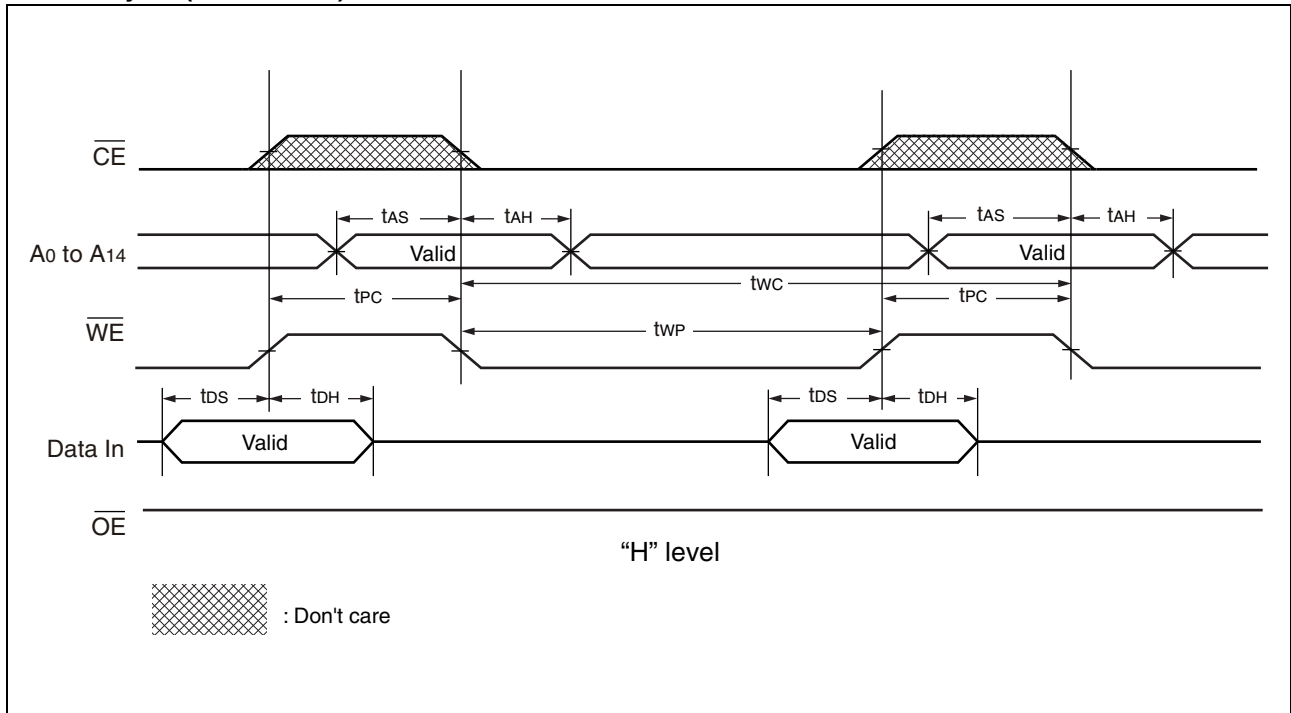 CE
tAS tAH tAS tAH
A0 to A14 Valid Valid
tWC
tPC tPC
WE tWP
tDS tDH tDS tDH
Data In Valid Valid
OE
“H” level
: Don't care